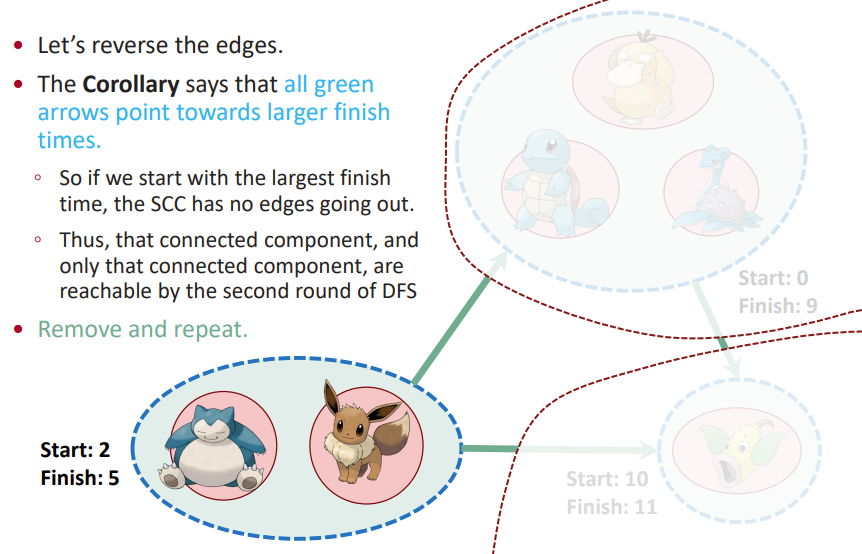 • Let's reverse the edges.
• The Corollary says that all green
arrows point towards larger finish
times.
◦ So if we start with the largest finish
time, the SCC has no edges going out.
◦ Thus, that connected component, and
only that connected component, are
reachable by the second round of DFS
• Remove and repeat.
Start: 0
Finish: 9
Start: 2
Finish: 5
Start: 10
Finish: 11